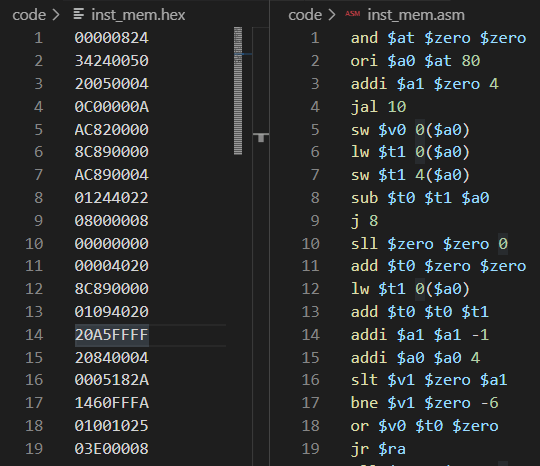 code > inst_mem.hex
1 00000824
2 34240050
3 20050004
4 0C00000A
5 AC820000
6 8C890000
7 AC890004
8 01244022
9 08000008
10 00000000
11 00004020
12 8C890000
13 01094020
14 20A5FFFF
15 20840004
16 0005182A
17 1460FFFA
18 01001025
19 03E00008
code > ASM inst_mem.asm
1 and $at $zero $zero
2 ori $a0 $at 80
3 addi $a1 $zero 4
4 jal 10
5 sw $v0 0($a0)
6 lw $t1 0($a0)
7 sw $t1 4($a0)
8 sub $t0 $t1 $a0
9 j 8
10 sll $zero $zero 0
11 add $t0 $zero $zero
12 lw $t1 0($a0)
13 add $t0 $t0 $t1
14 addi $a1 $a1 -1
15 addi $a0 $a0 4
16 slt $v1 $zero $a1
17 bne $v1 $zero -6
18 or $v0 $t0 $zero
19 jr $ra